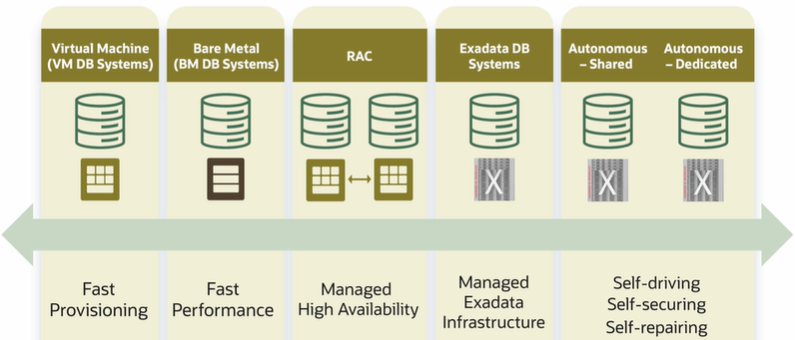 Virtual Machine
(VM DB Systems)
Bare Metal
(BM DB Systems)
RAC
Exadata DB
Systems
Autonomous
– Shared
Autonomous
– Dedicated
X
X
X
Fast
Provisioning
Fast
Performance
Managed
High Availability
Managed
Exadata
Infrastructure
Self-driving
Self-securing
Self-repairing